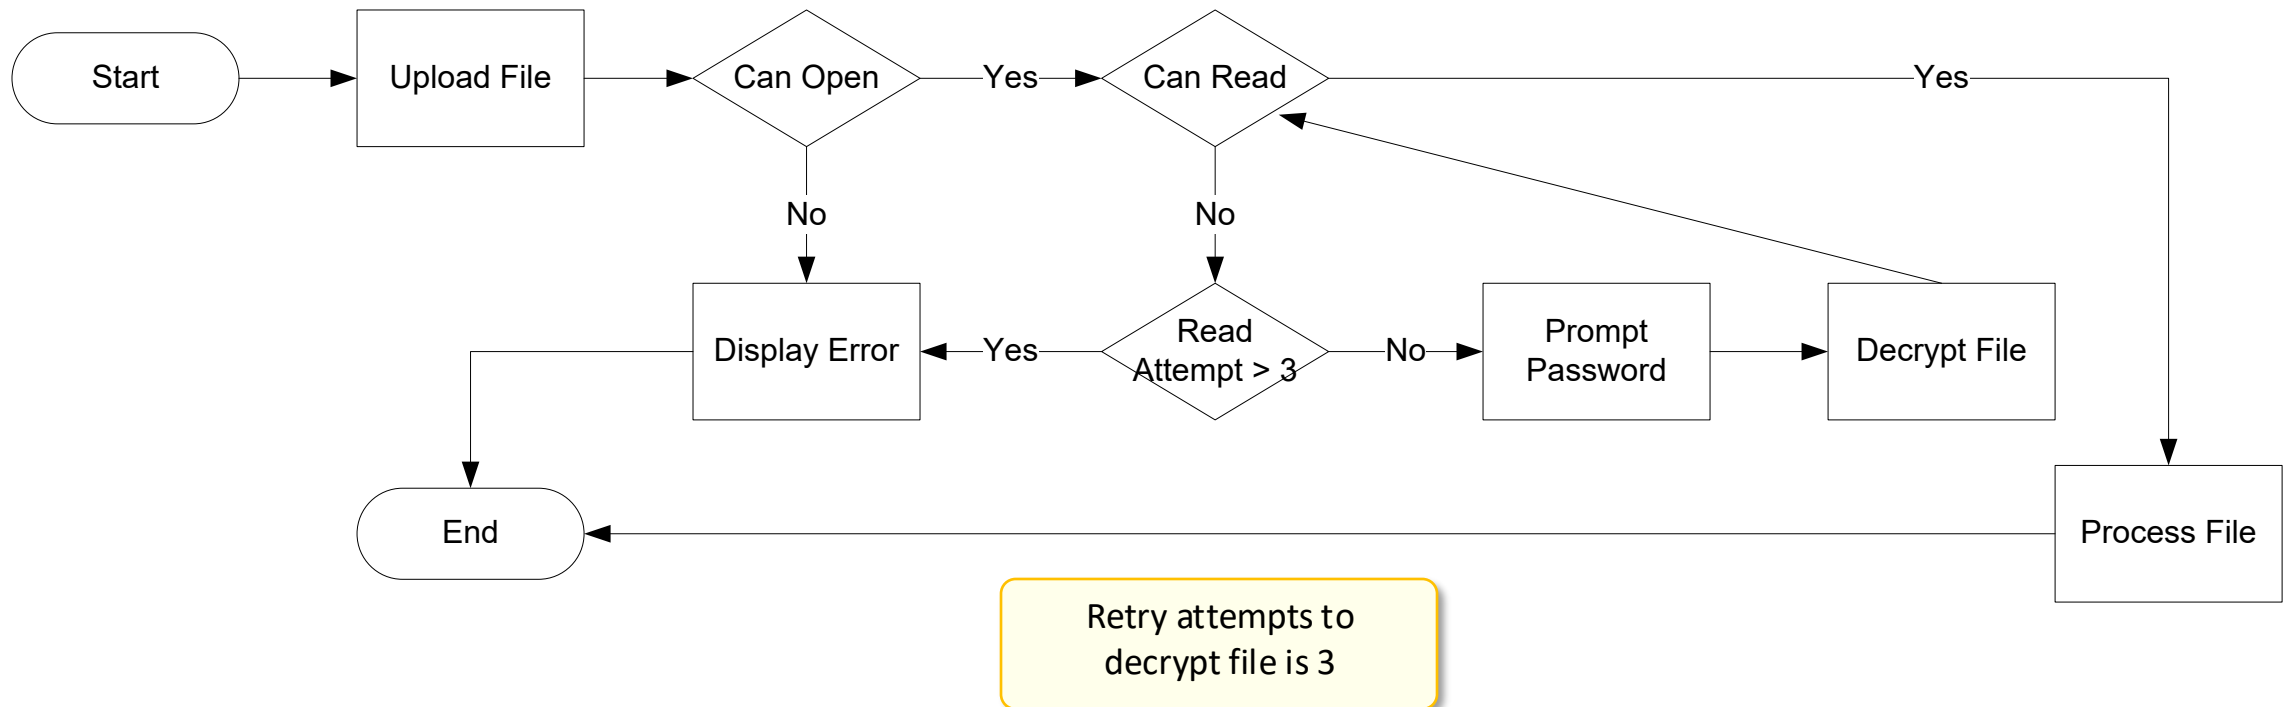 Start
Upload File
Can Open
Yes
Can Read
Yes
No
No
Display Error
Yes
Read
Attempt > 3
No
Prompt
Password
Decrypt File
End
Process File
Retry attempts to
decrypt file is 3